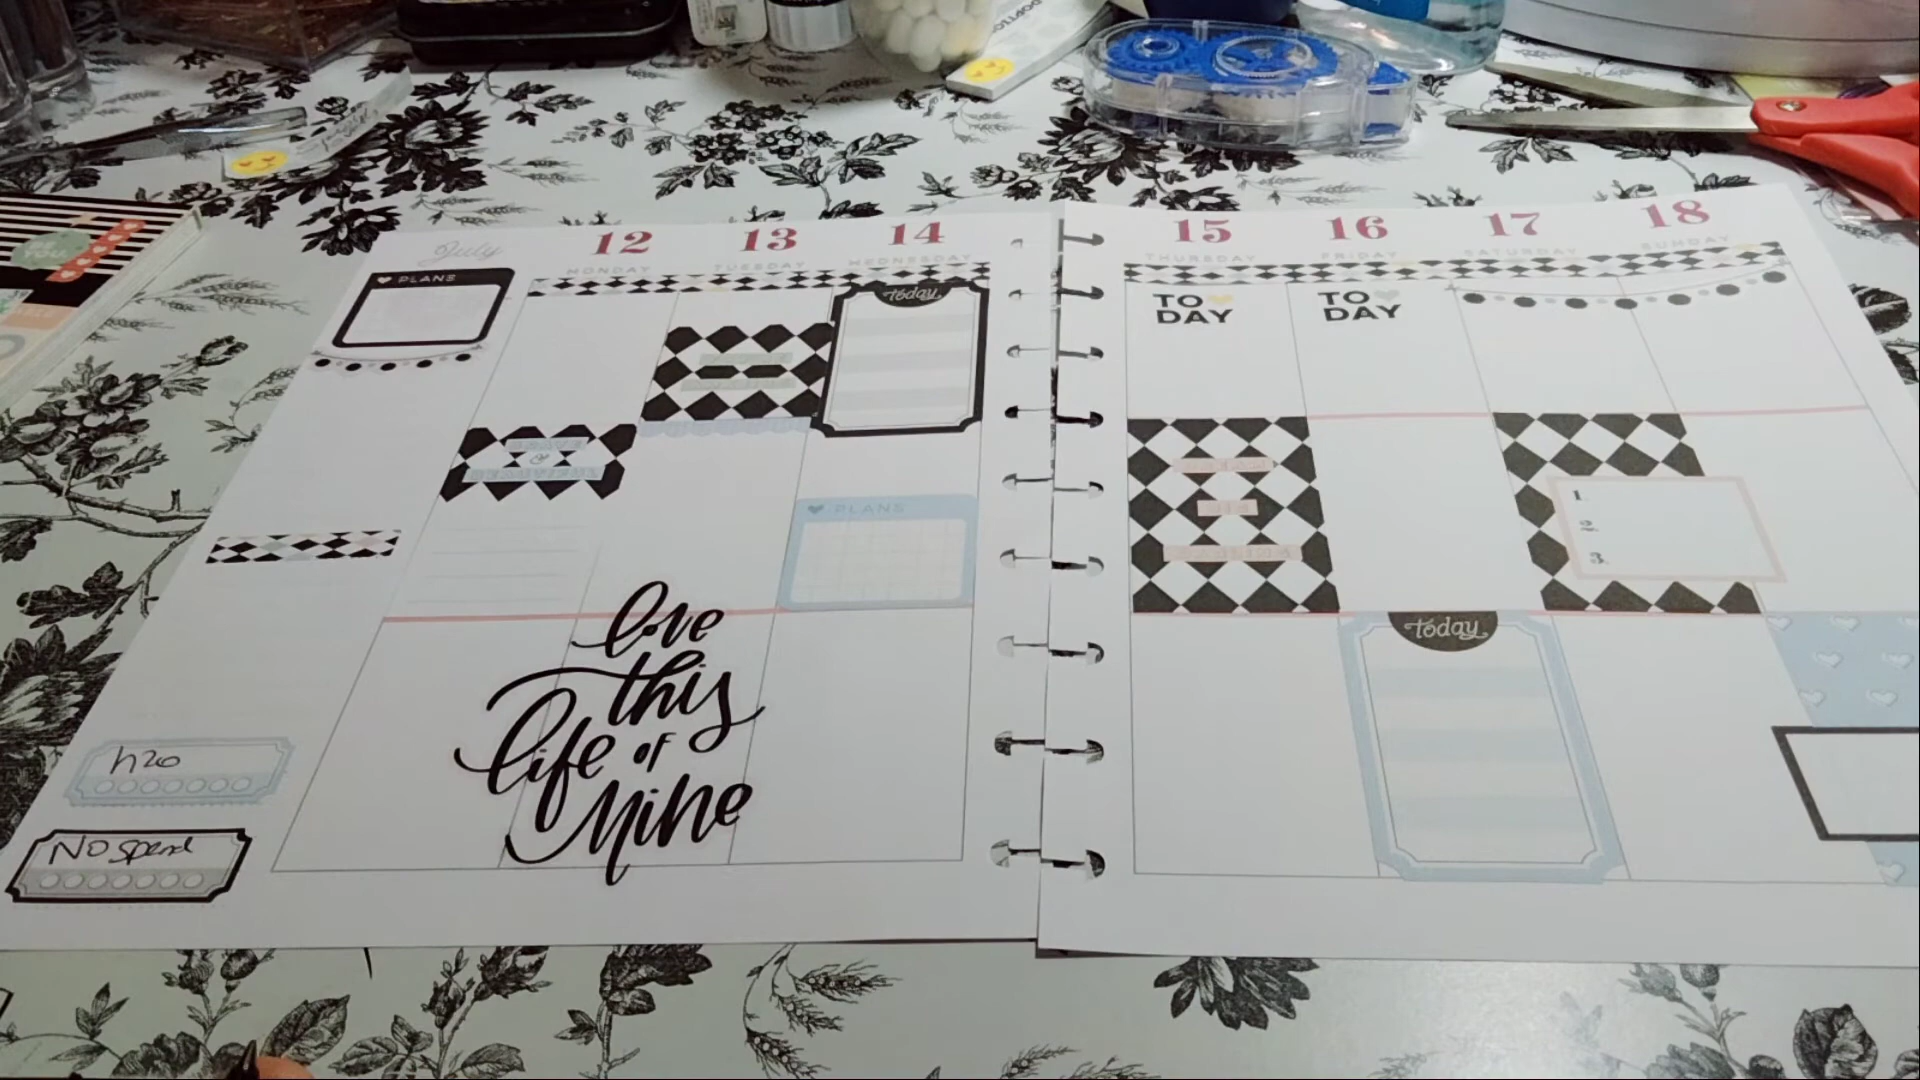 July
12
13
14
MONDAY
TUESDAY
WEDNESDAY
15
16
17
18
THURSDAY
FRIDAY
SATURDAY
SUNDAY
PLANS
Today
TO
DAY
TO
DAY
PLANS
1.
2.
3.
love
this
life of
Mine
today
h20
No spend